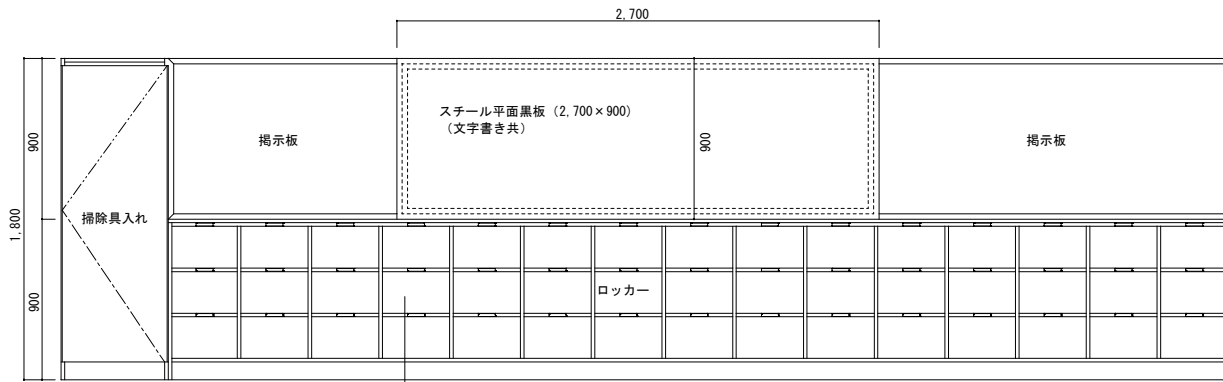 2,700
スチール平面黒板（2,700×900）
（文字書き共）
掲示板
900
900
掲示板
掃除具入れ
1,800
ロッカー
900